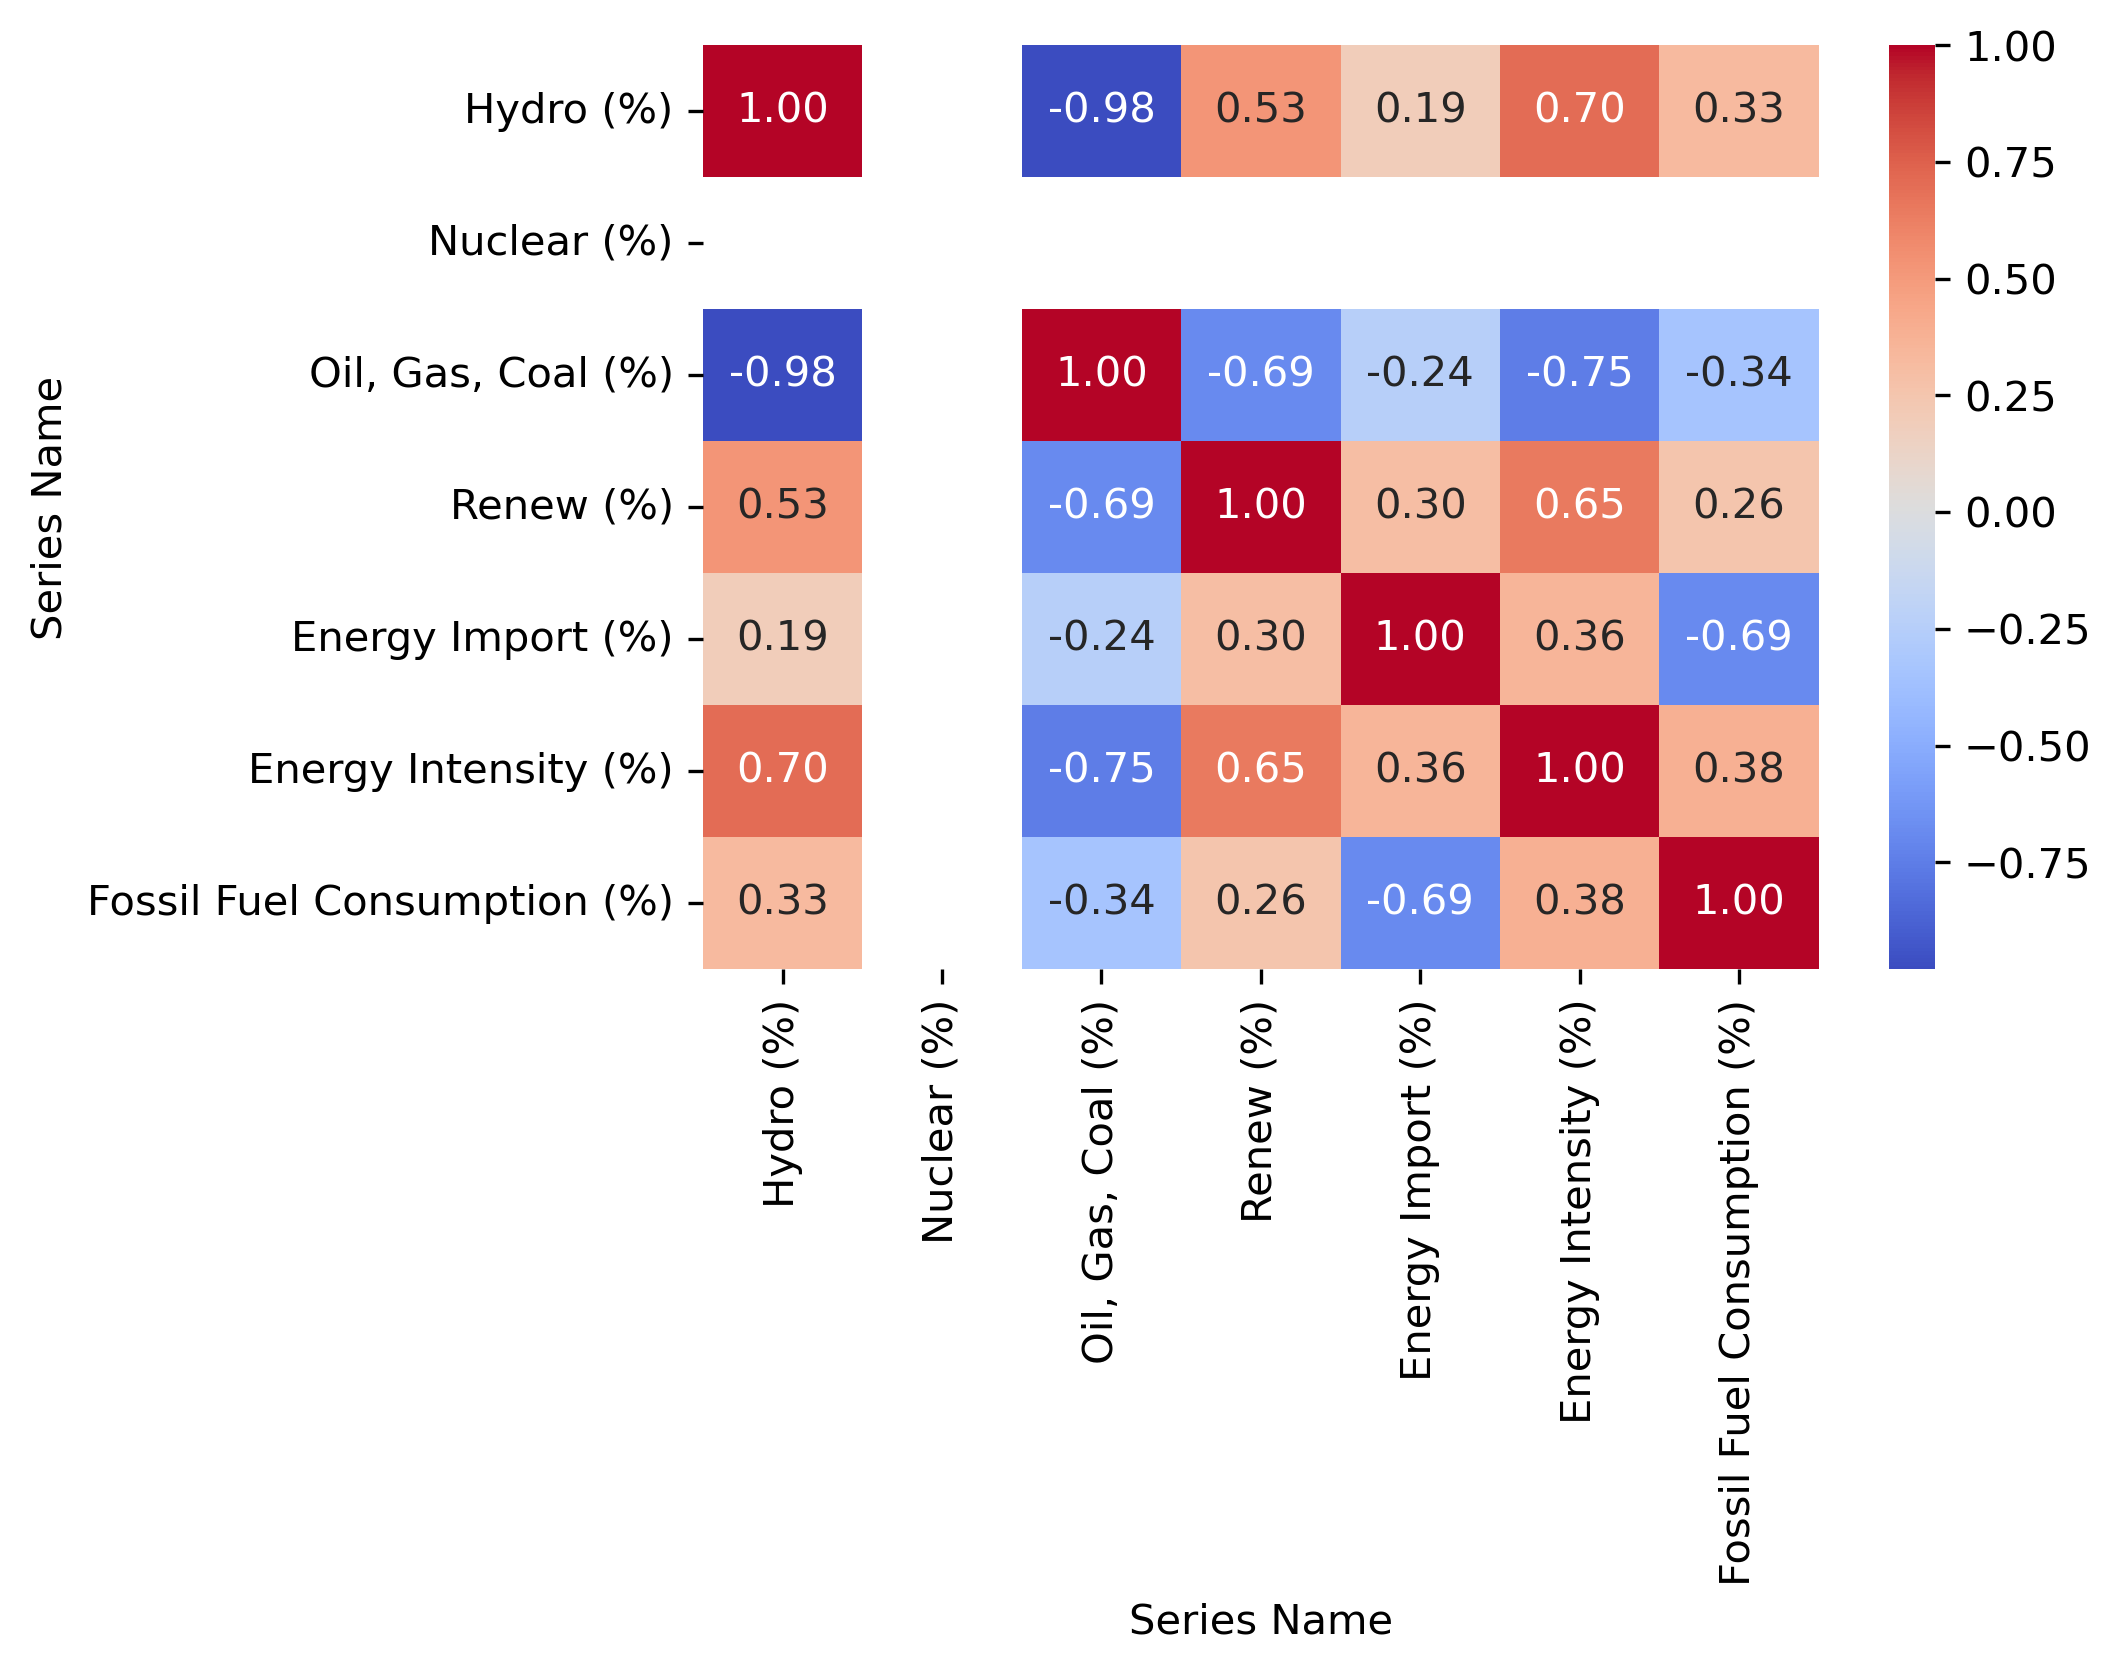 Hydro (%) 1.00 -0.98 0.53 0.19 0.70 0.33
Nuclear (%)
Oil, Gas, Coal (%) -0.98 1.00 -0.69 -0.24 -0.75 -0.34
Renew (%) 0.53 -0.69 1.00 0.30 0.65 0.26
Energy Import (%) 0.19 -0.24 0.30 1.00 0.36 -0.69
Energy Intensity (%) 0.70 -0.75 0.65 0.36 1.00 0.38
Fossil Fuel Consumption (%) 0.33 -0.34 0.26 -0.69 0.38 1.00
Series Name
Hydro (%)
Nuclear (%)
Oil, Gas, Coal (%)
Renew (%)
Energy Import (%)
Energy Intensity (%)
Fossil Fuel Consumption (%)
Series Name
1.00
0.75
0.50
0.25
0.00
−0.25
−0.50
−0.75